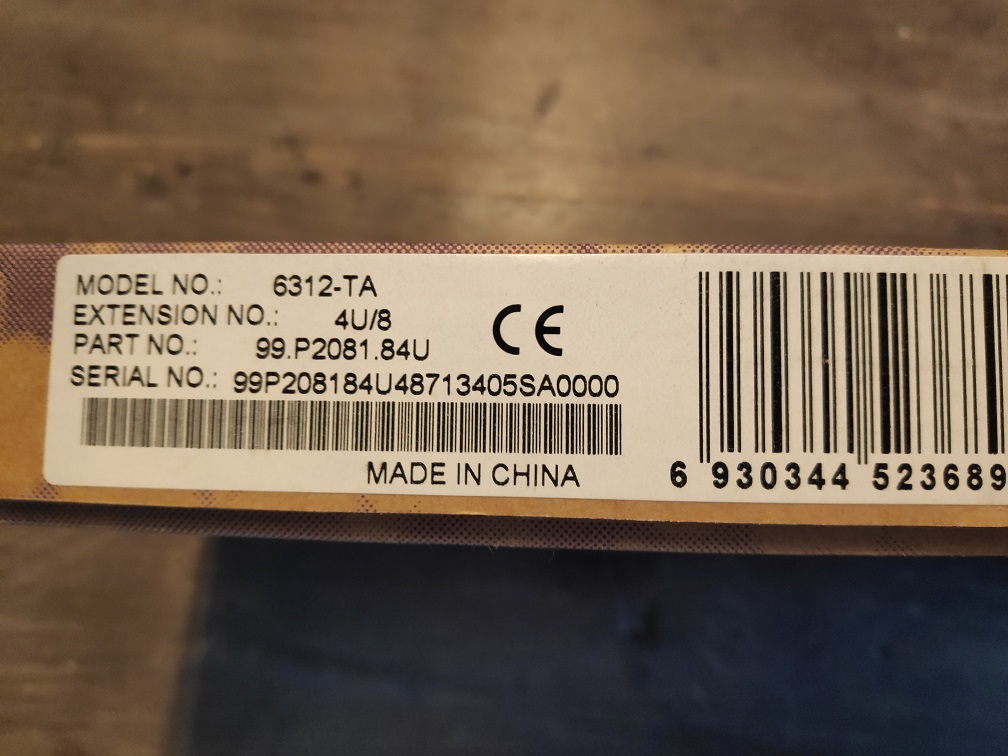 MODEL NO.: 6312-TA
EXTENSION NO.: 4U/8
PART NO.: 99.P2081.84U
SERIAL NO.: 99P208184U48713405SA0000
CE
MADE IN CHINA
6 930344 523689